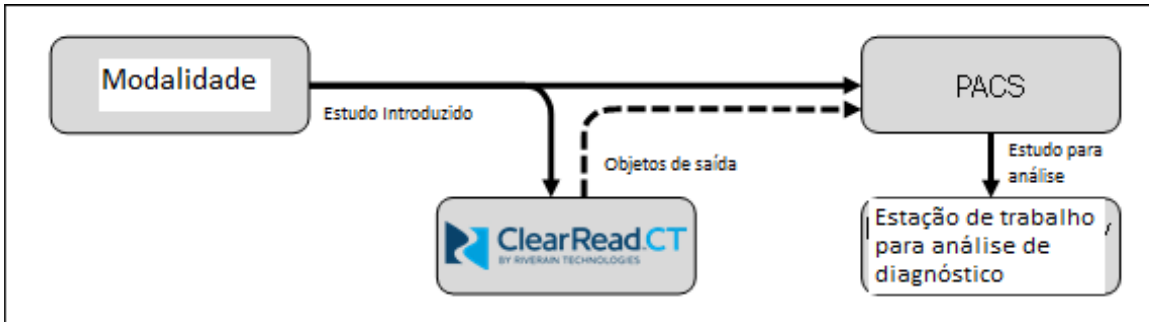 Modalidade
PACS
Estudo Introduzido
Objetos de saída
Estudo para
análise
ClearRead.CT
BY RIVERAIN TECHNOLOGIES
Estação de trabalho
para análise de
diagnóstico